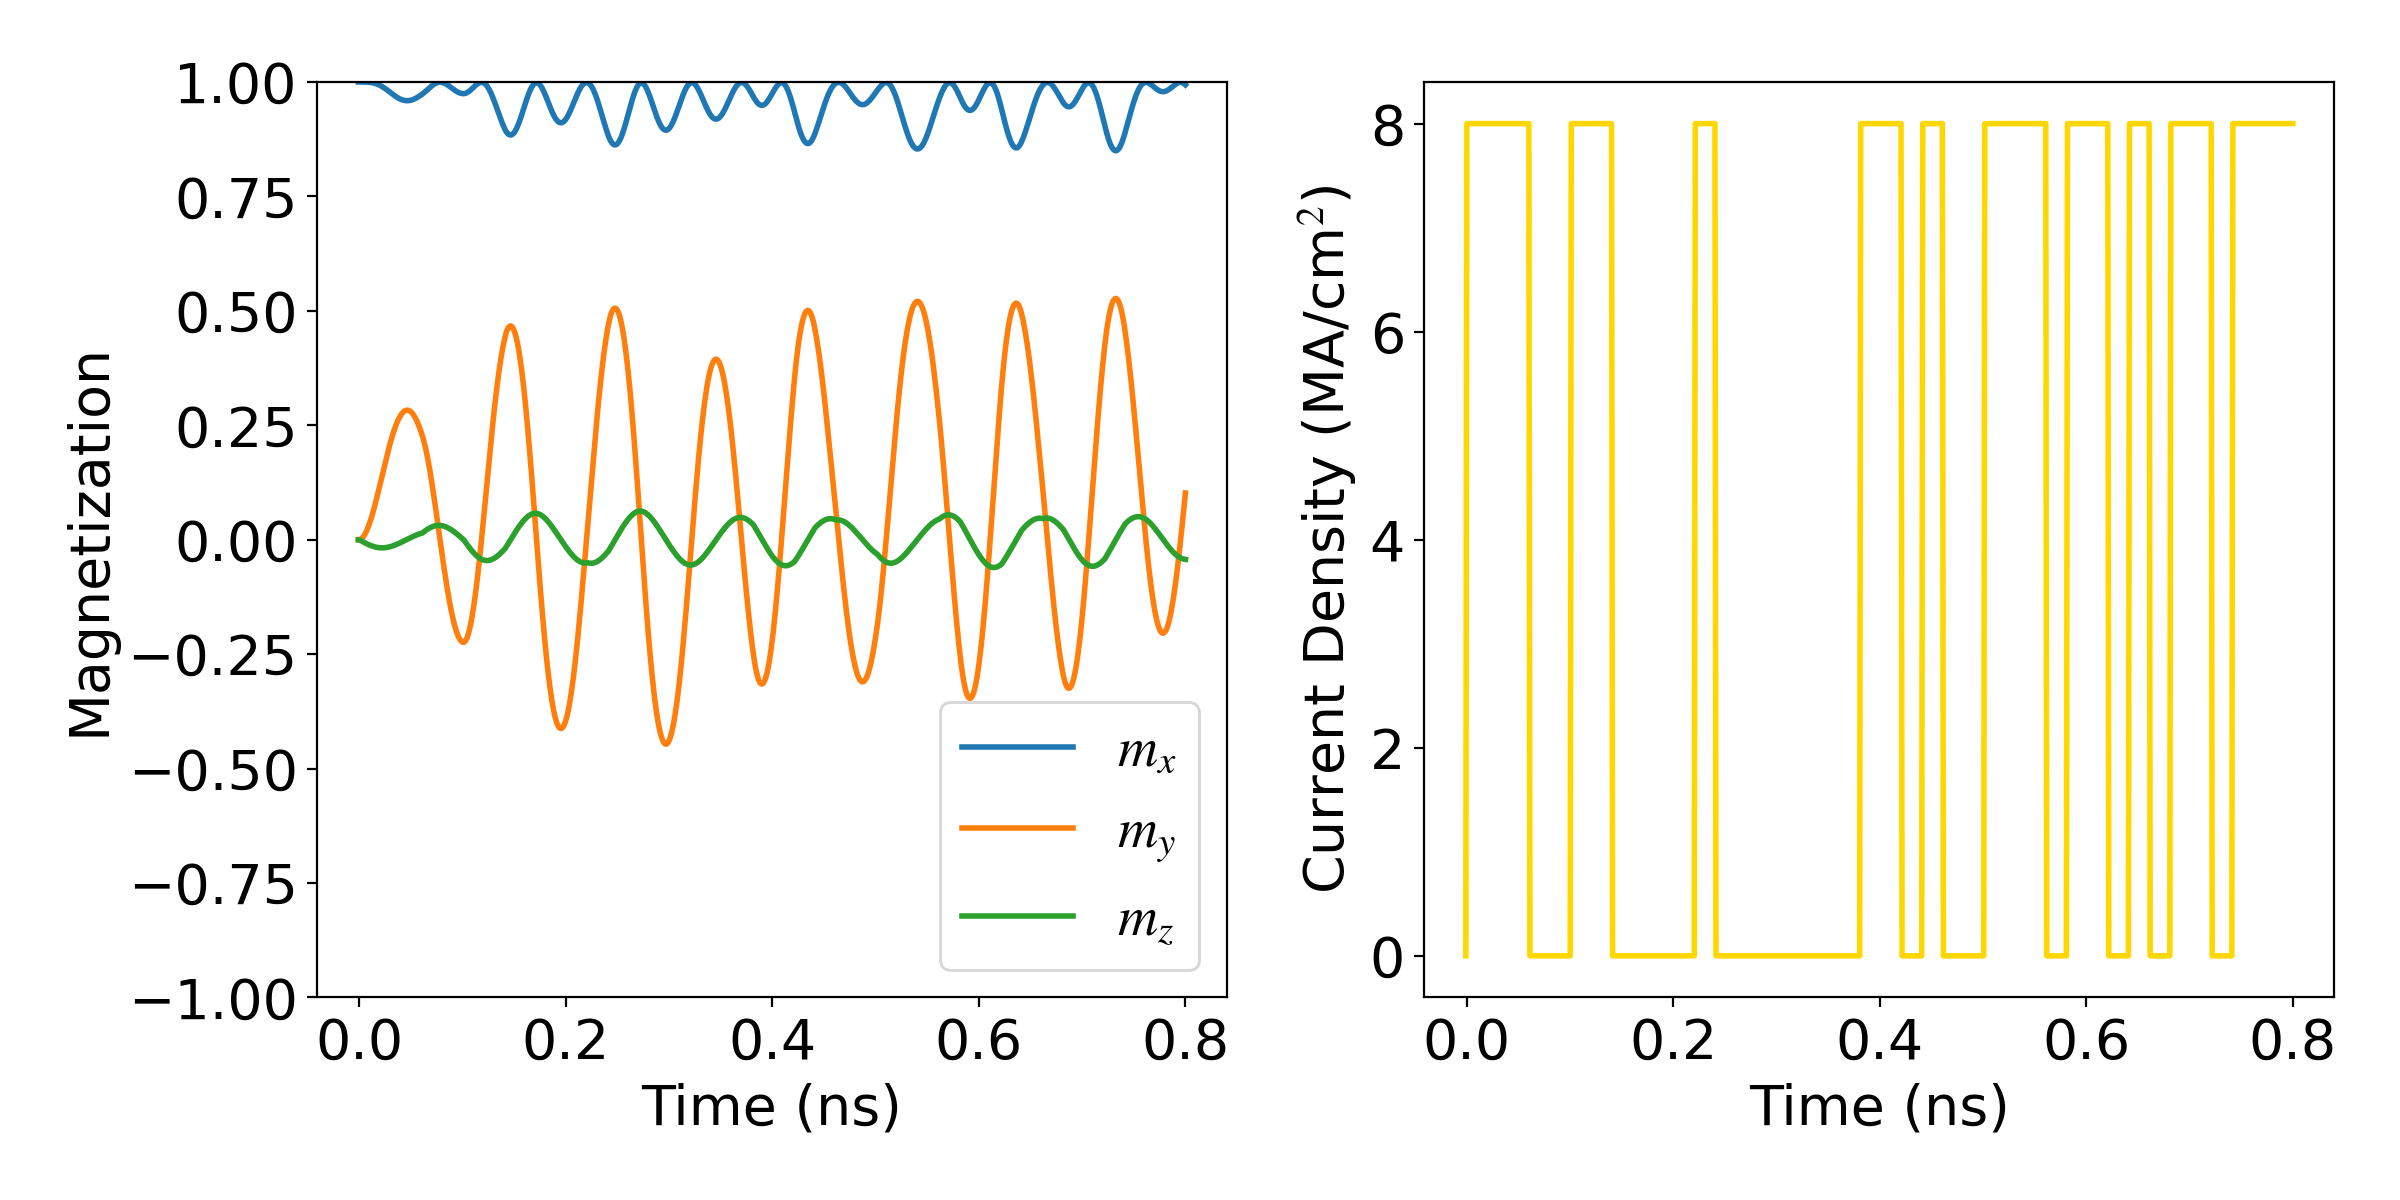 1.00
0.75
0.50
0.25
0.00
−0.25
−0.50
−0.75
−1.00
Magnetization
0.0 0.2 0.4 0.6 0.8
Time (ns)
m_x
m_y
m_z
8
6
4
2
0
Current Density (MA/cm²)
0.0 0.2 0.4 0.6 0.8
Time (ns)